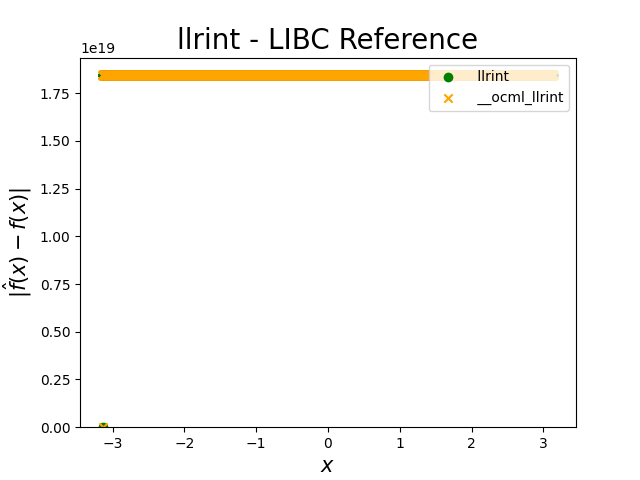 llrint - LIBC Reference
1e19
1.75
1.50
1.25
1.00
0.75
0.50
0.25
0.00
|f̂(x) − f(x)|
llrint
__ocml_llrint
−3 −2 −1 0 1 2 3
x